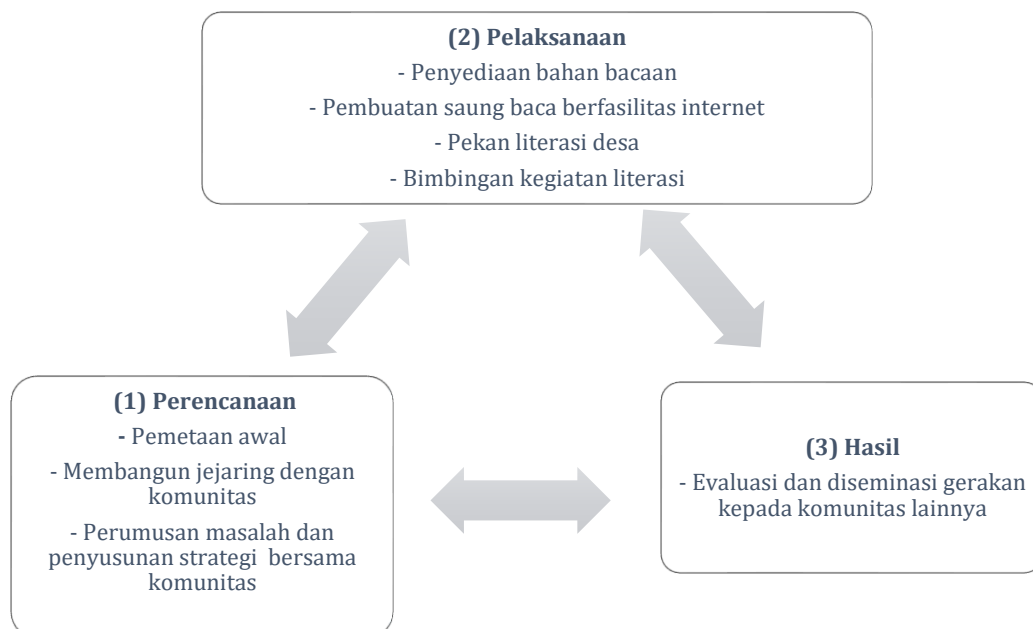 (2) Pelaksanaan
- Penyediaan bahan bacaan
- Pembuatan saung baca berfasilitas internet
- Pekan literasi desa
- Bimbingan kegiatan literasi
(1) Perencanaan
- Pemetaan awal
- Membangun jejaring dengan
komunitas
- Perumusan masalah dan
penyusunan strategi bersama
komunitas
(3) Hasil
- Evaluasi dan diseminasi gerakan
kepada komunitas lainnya